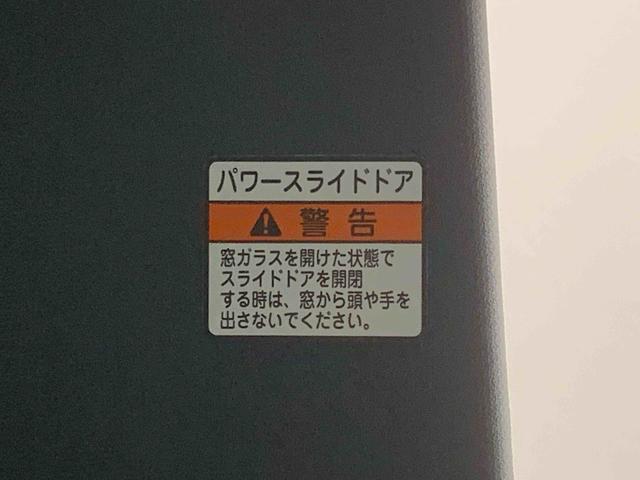 パワースライドドア
警告
窓ガラスを開けた状態で
スライドドアを開閉
する時は、窓から頭や手を
出さないでください。